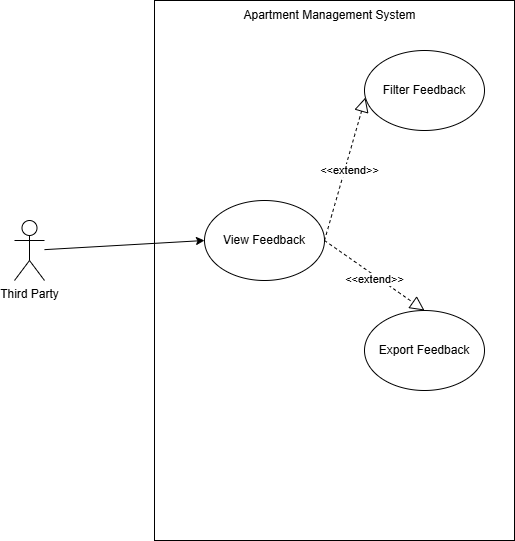 Apartment Management System
Filter Feedback
<<extend>>
View Feedback
<<extend>>
Third Party
Export Feedback